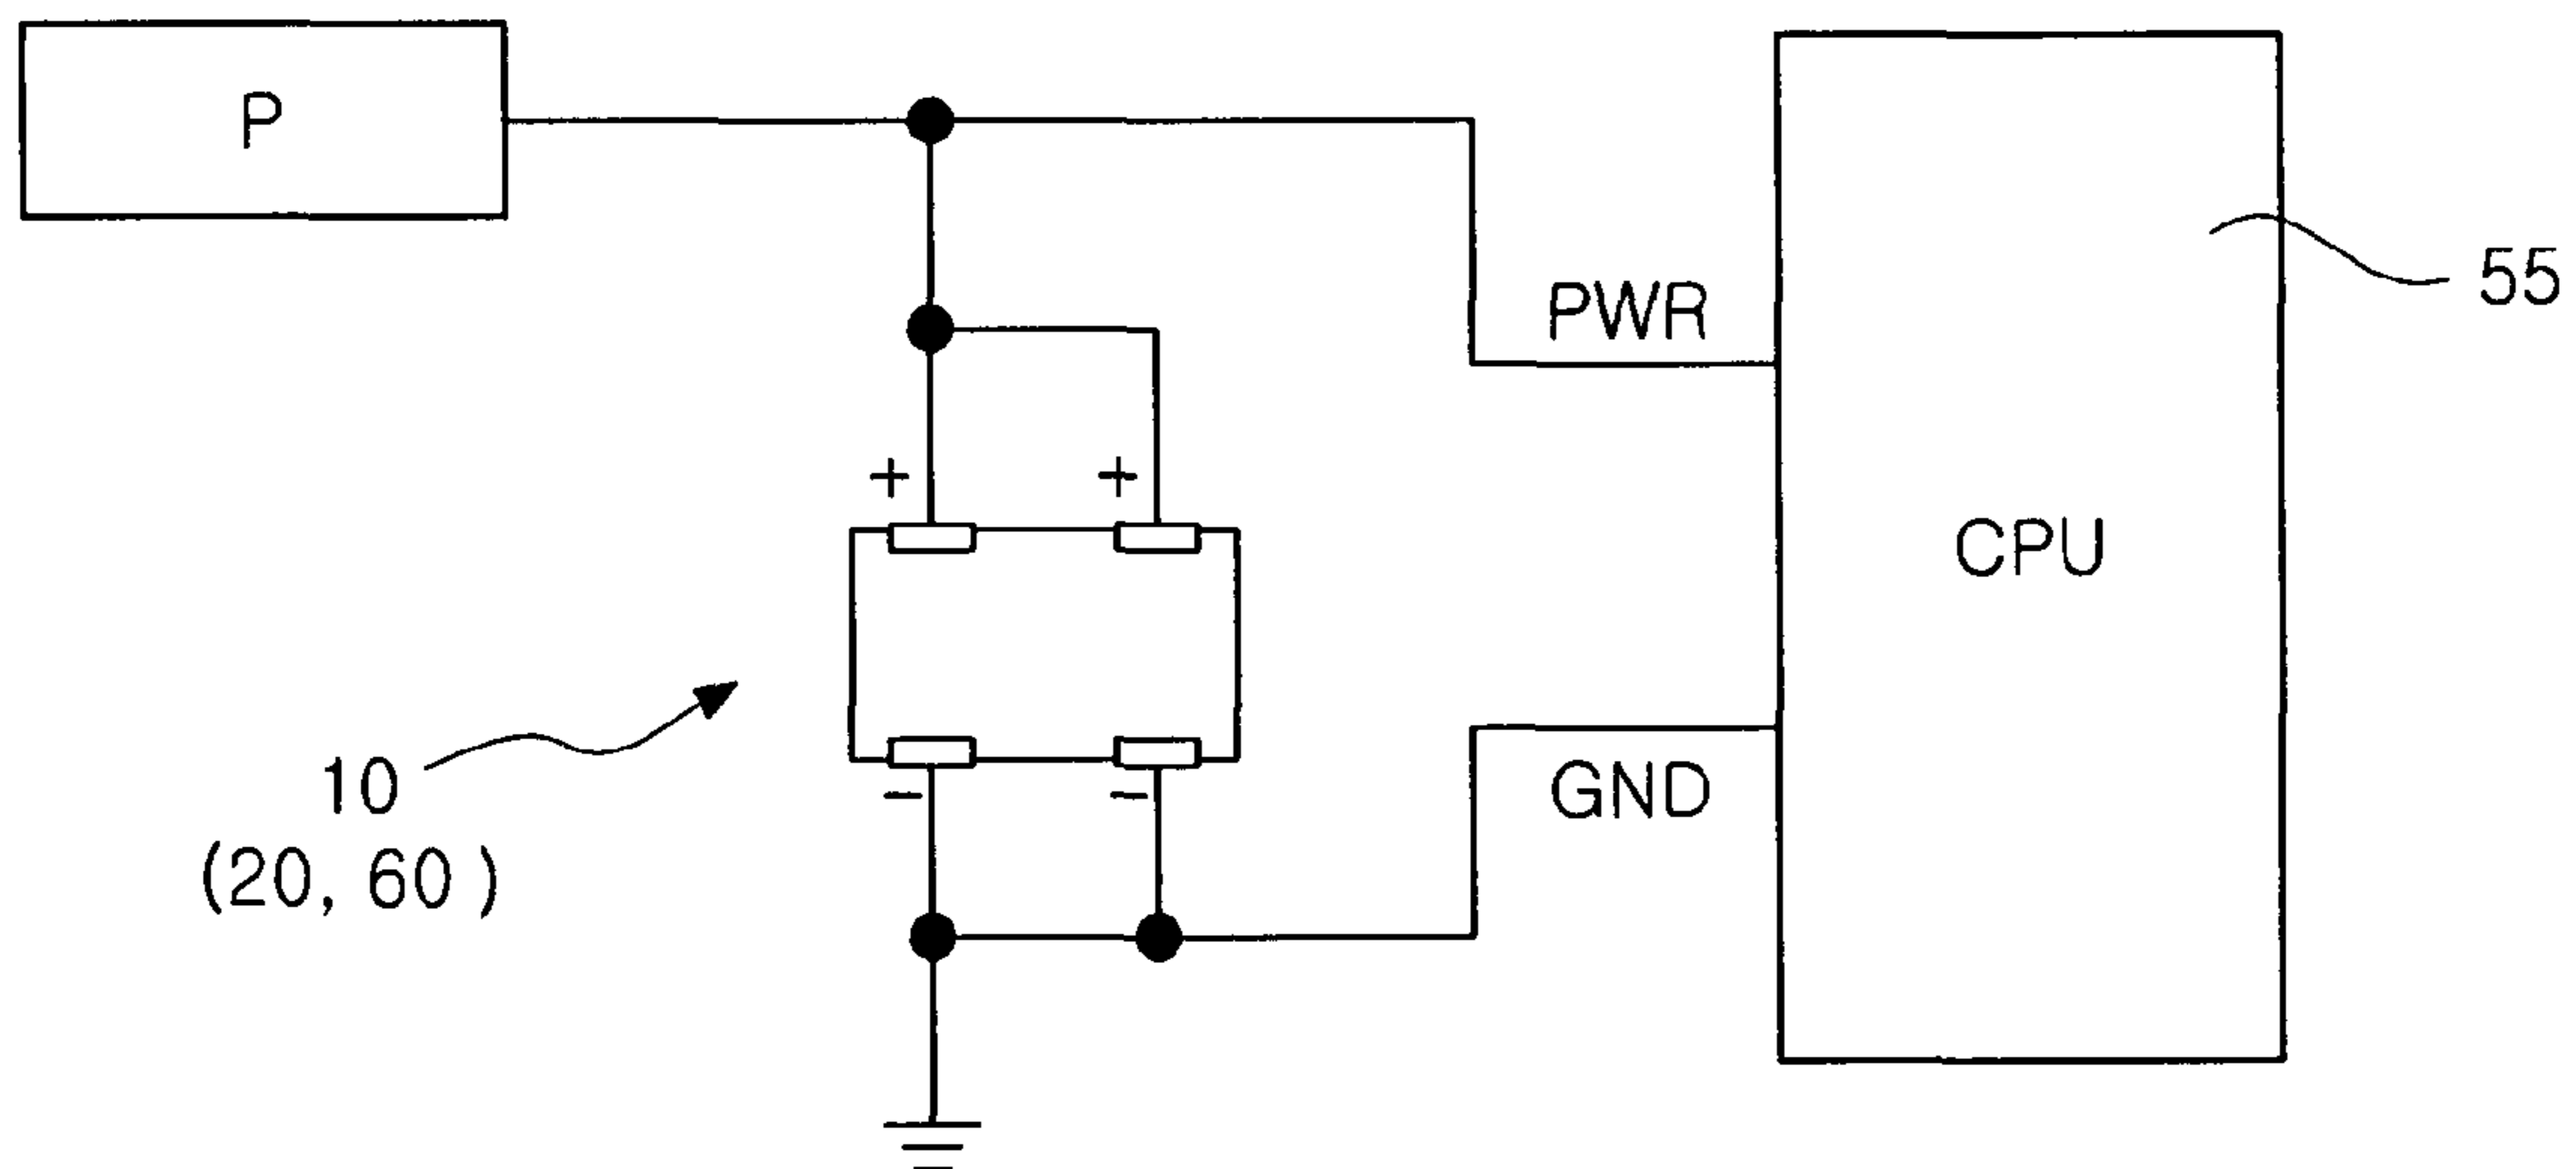 P
55
PWR
+ +
CPU
- -
GND
10
(20, 60)